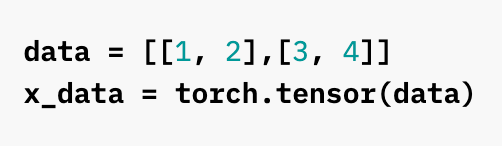 data = [[1, 2],[3, 4]]
x_data = torch.tensor(data)